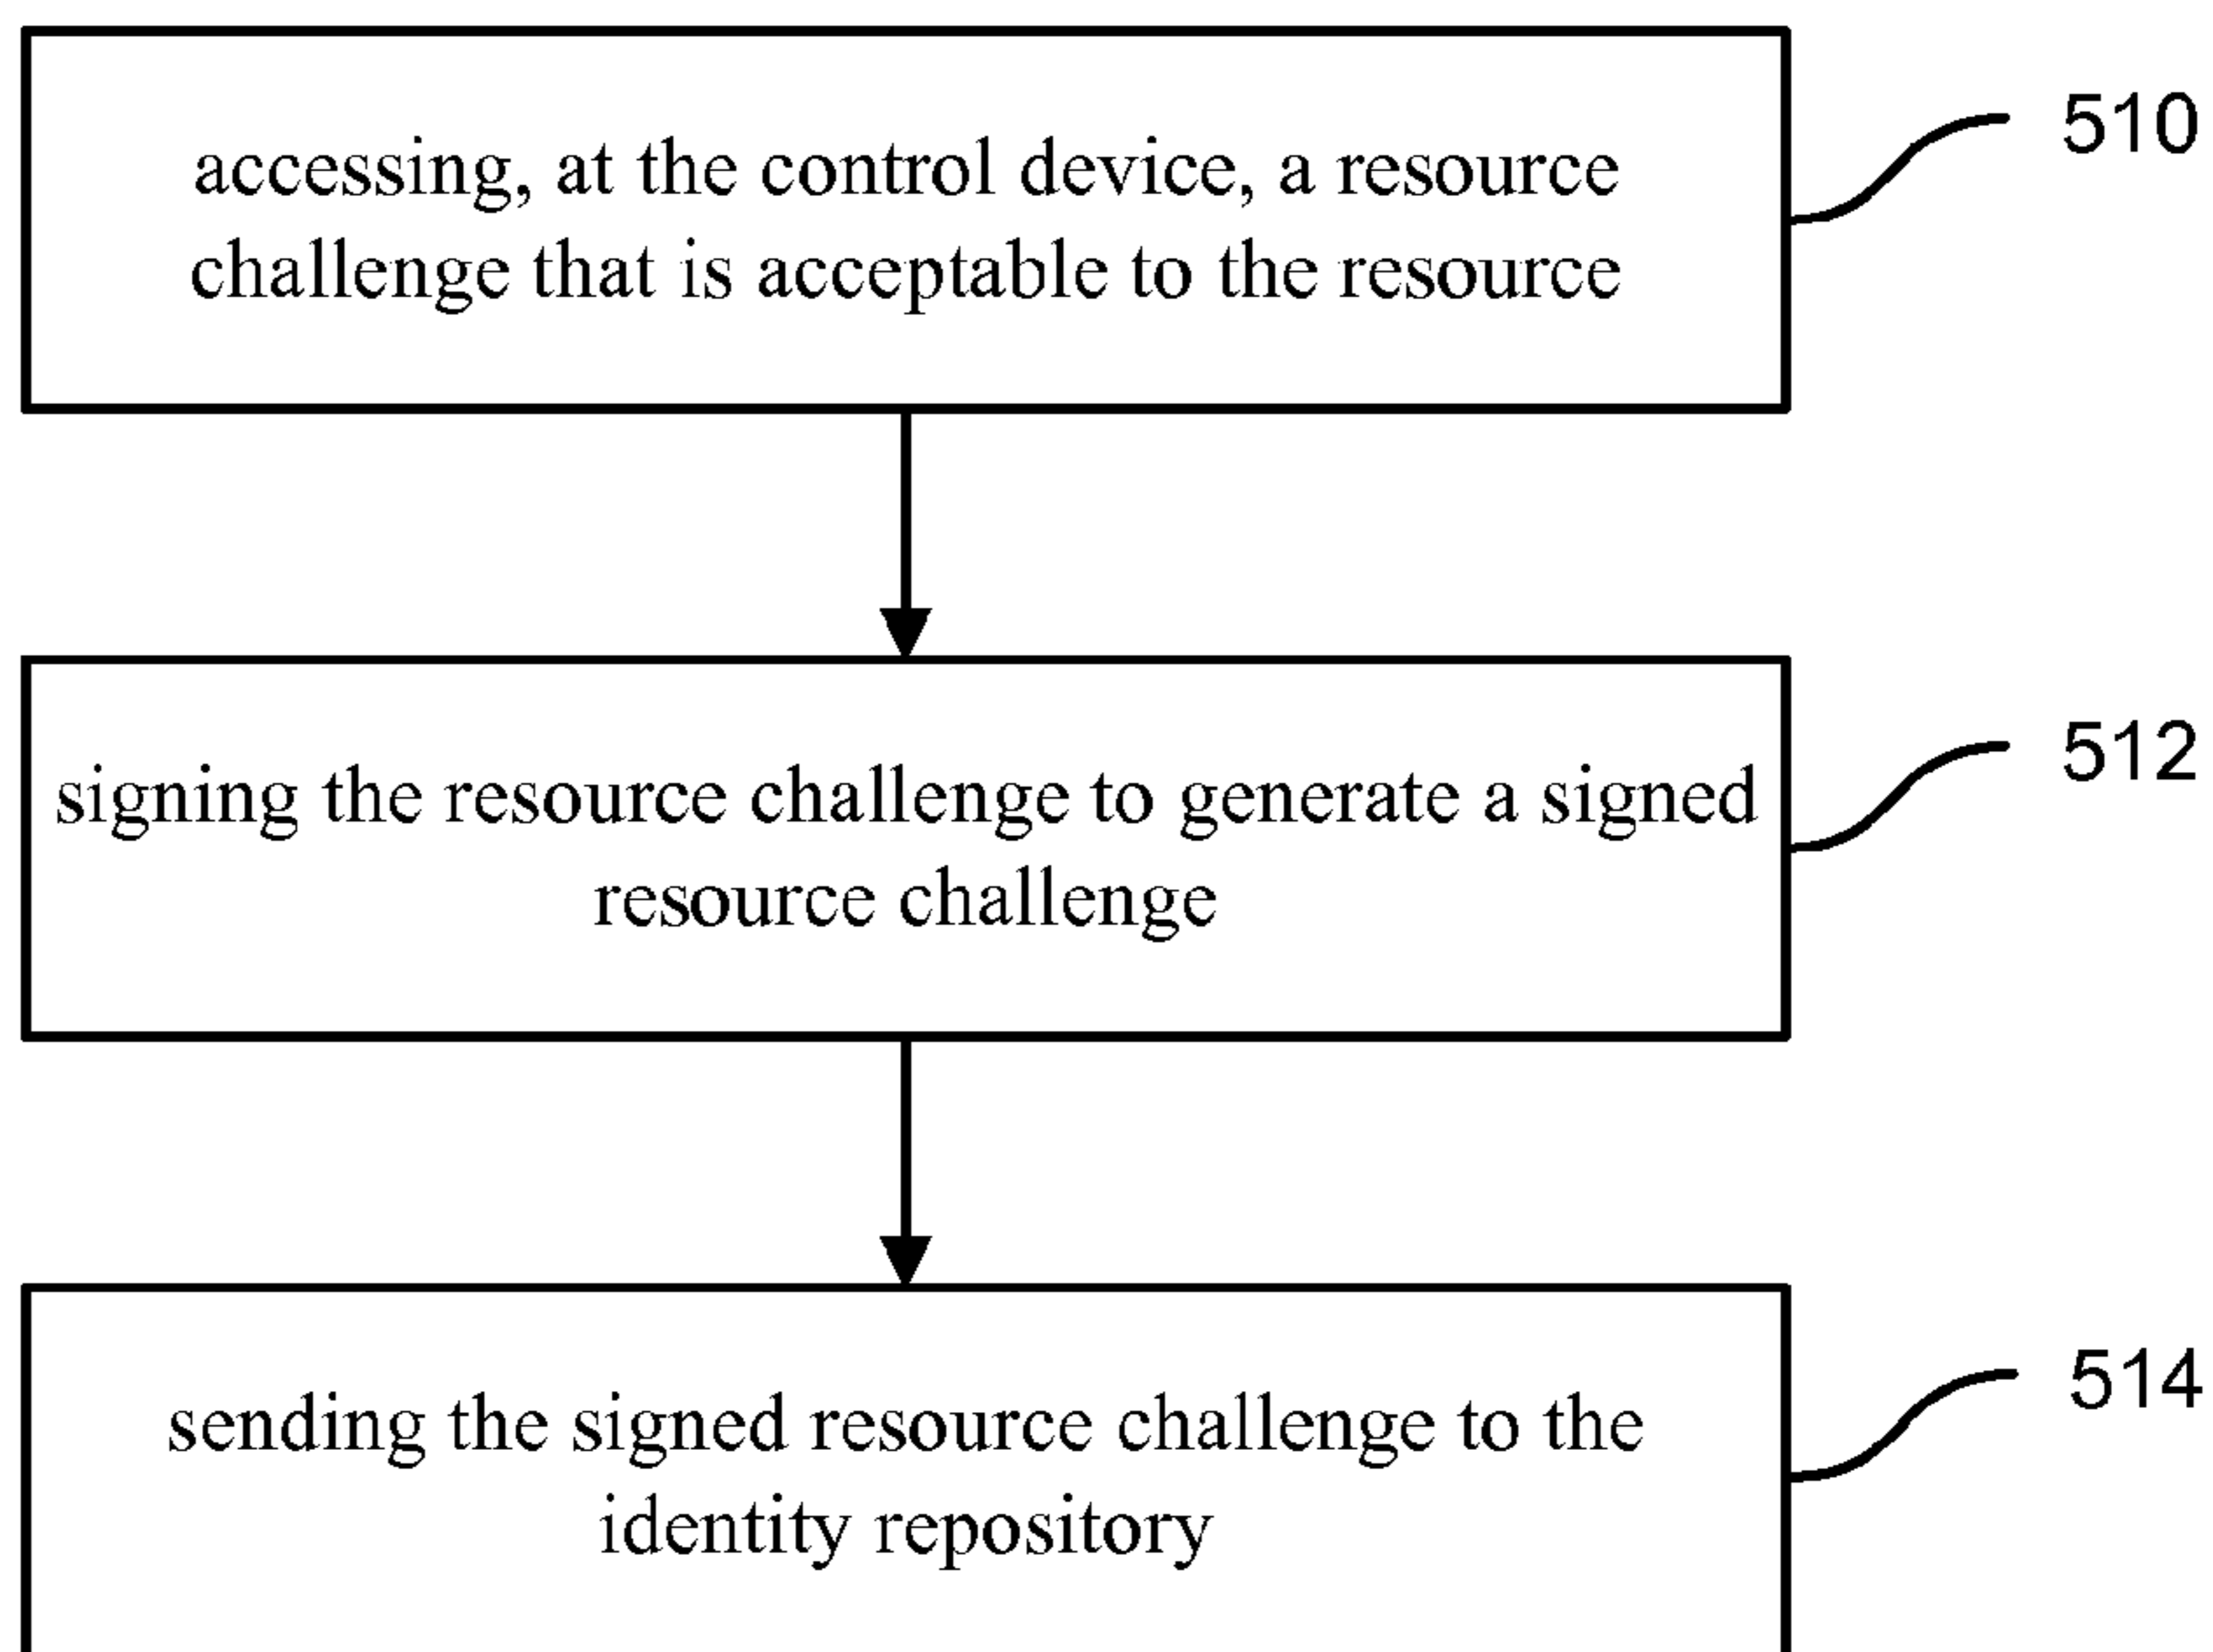 accessing, at the control device, a resource
challenge that is acceptable to the resource
510
signing the resource challenge to generate a signed
resource challenge
512
sending the signed resource challenge to the
identity repository
514